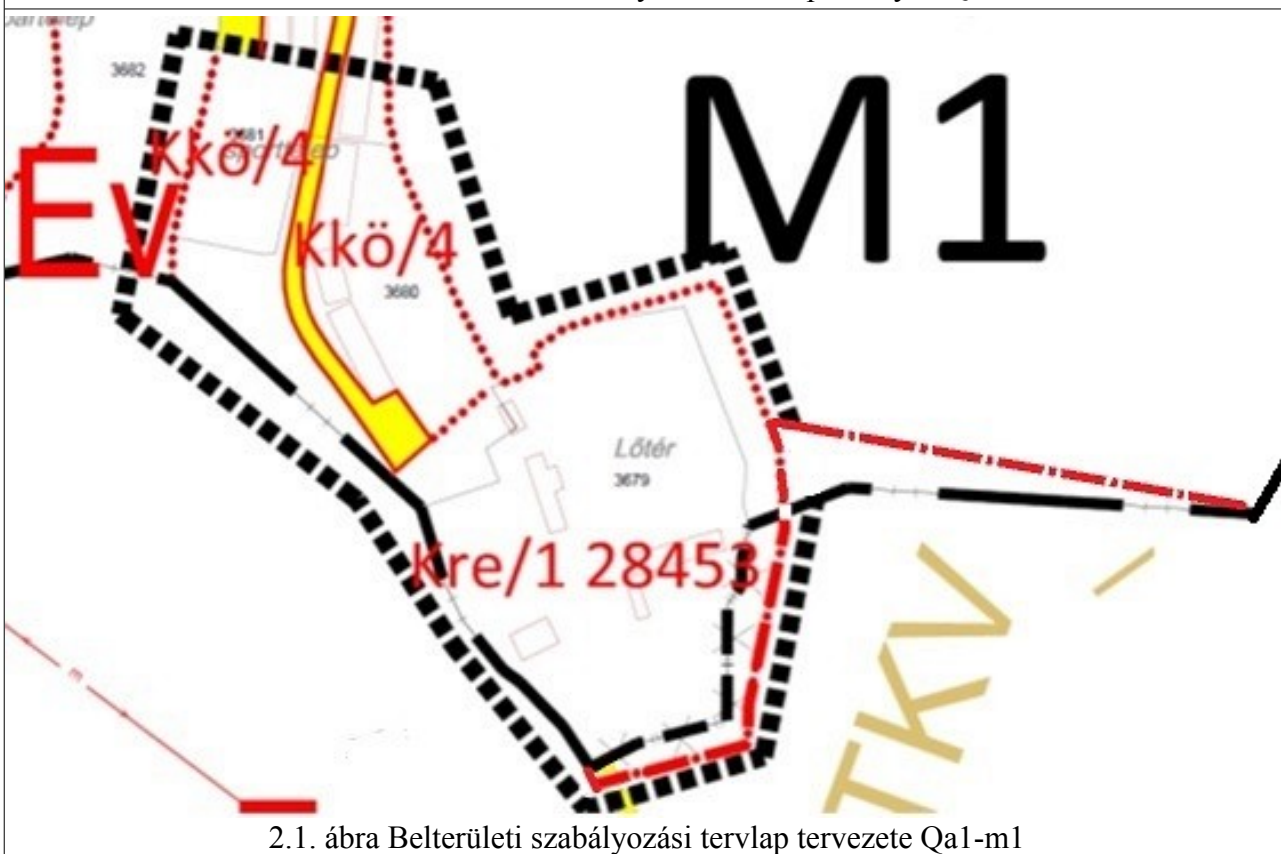 3682
M1
Kkö/4
Ev
Kkö/4
3680
Lőtér
3679
Kre/1 28453
TKV
2.1. ábra Belterületi szabályozási tervlap tervezete Qa1-m1